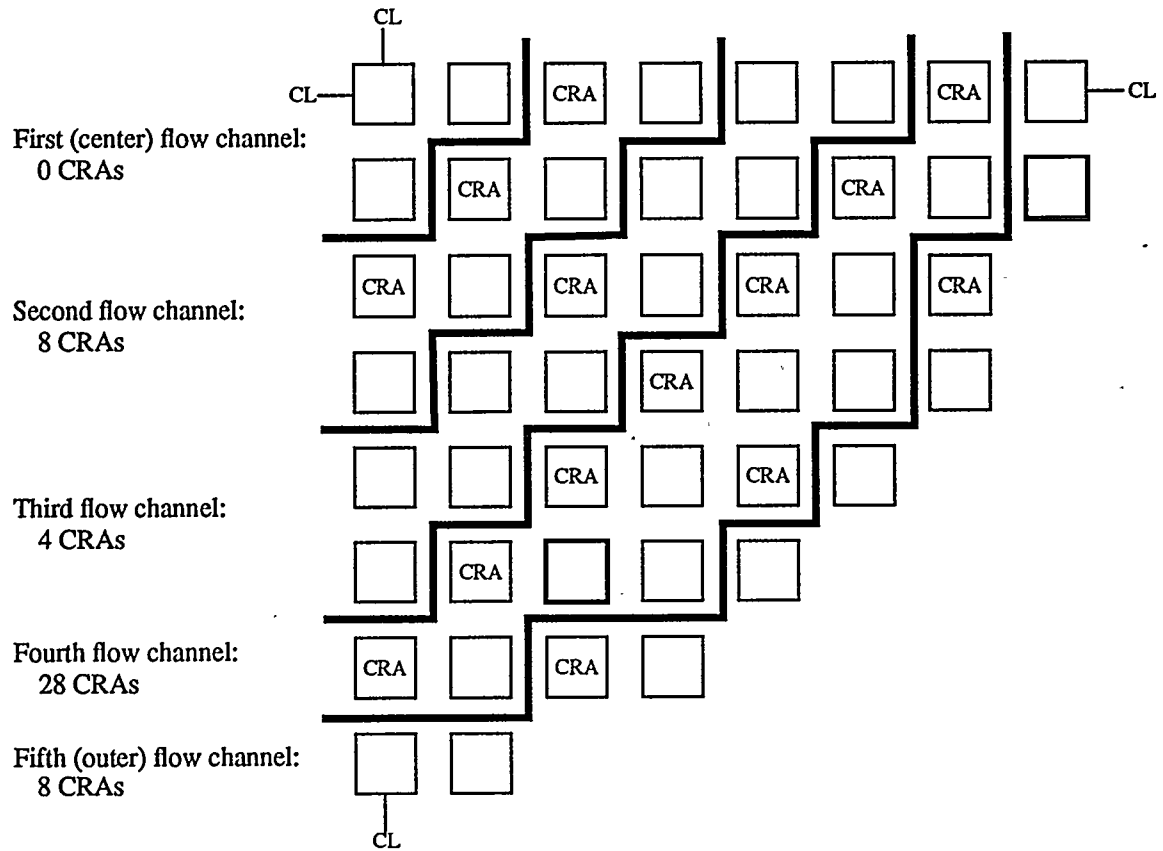 CL
CRA
CRA
CL
CL
First (center) flow channel:
0 CRAs
CRA
CRA
CRA
CRA
CRA
CRA
Second flow channel:
8 CRAs
CRA
CRA
CRA
Third flow channel:
4 CRAs
CRA
Fourth flow channel:
28 CRAs
CRA
CRA
Fifth (outer) flow channel:
8 CRAs
CL